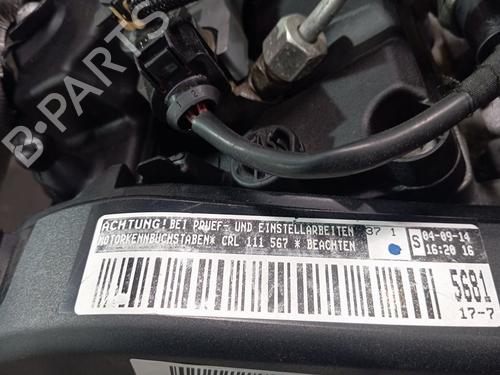 ACHTUNG! BEI PRUEF- UND EINSTELLARBEITEN 37 1
MOTORKENNBUCHSTABEN* CRL 111 567 * BEACHTEN
S 04-09-14
16:20 16
5681
17-7
B-PARTS